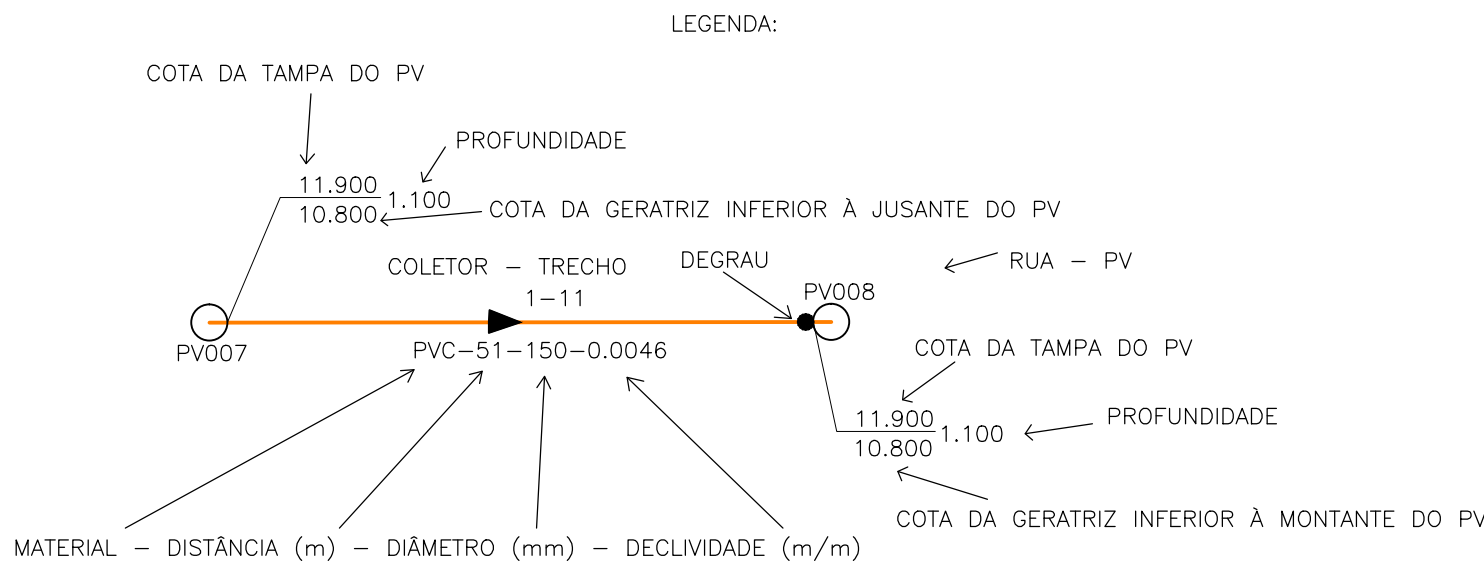 LEGENDA:
COTA DA TAMPA DO PV
PROFUNDIDADE
11.900
1.100
10.800
COTA DA GERATRIZ INFERIOR À JUSANTE DO PV
COLETOR - TRECHO
DEGRAU
RUA - PV
1-11
PV008
PV007
PVC-51-150-0.0046
COTA DA TAMPA DO PV
11.900
1.100
PROFUNDIDADE
10.800
COTA DA GERATRIZ INFERIOR À MONTANTE DO PV
MATERIAL - DISTÂNCIA (m) - DIÂMETRO (mm) - DECLIVIDADE (m/m)